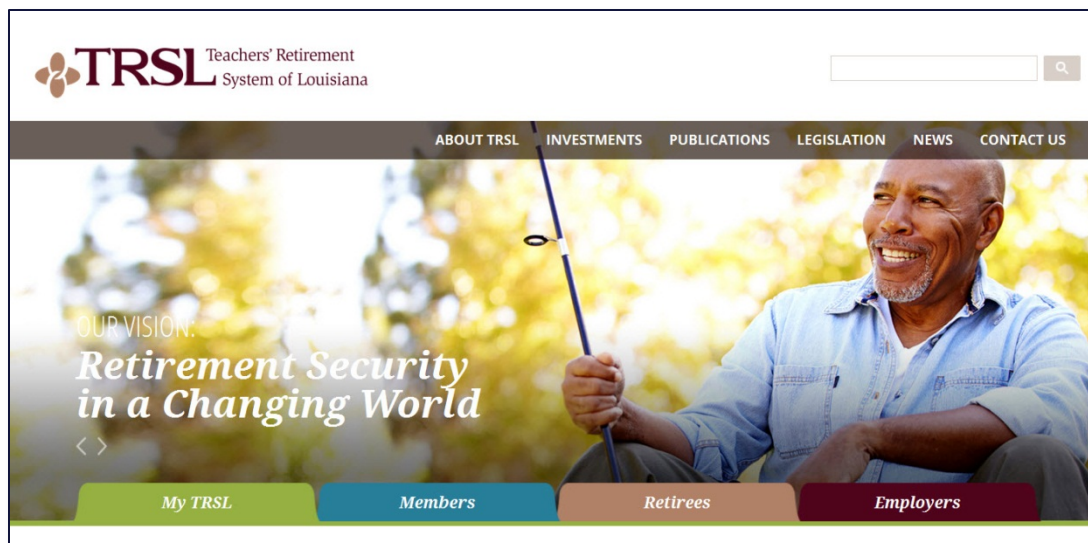 TRSL
Teachers' Retirement
System of Louisiana
ABOUT TRSL INVESTMENTS PUBLICATIONS LEGISLATION NEWS CONTACT US
OUR VISION:
Retirement Security
in a Changing World
My TRSL Members Retirees Employers